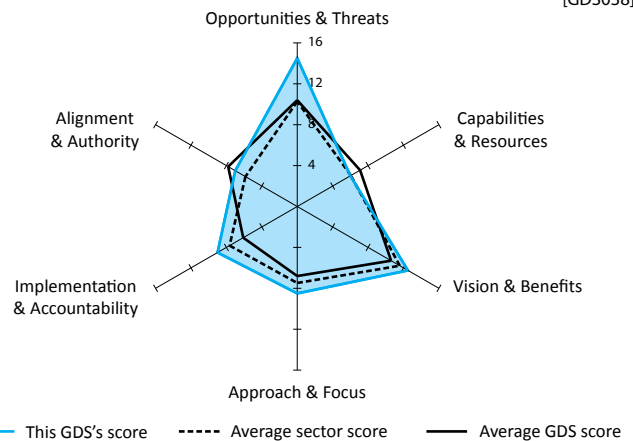 [GDS038]
Opportunities & Threats
16
12
8
4
Alignment
& Authority
Capabilities
& Resources
Implementation
& Accountability
Vision & Benefits
Approach & Focus
This GDS's score
Average sector score
Average GDS score